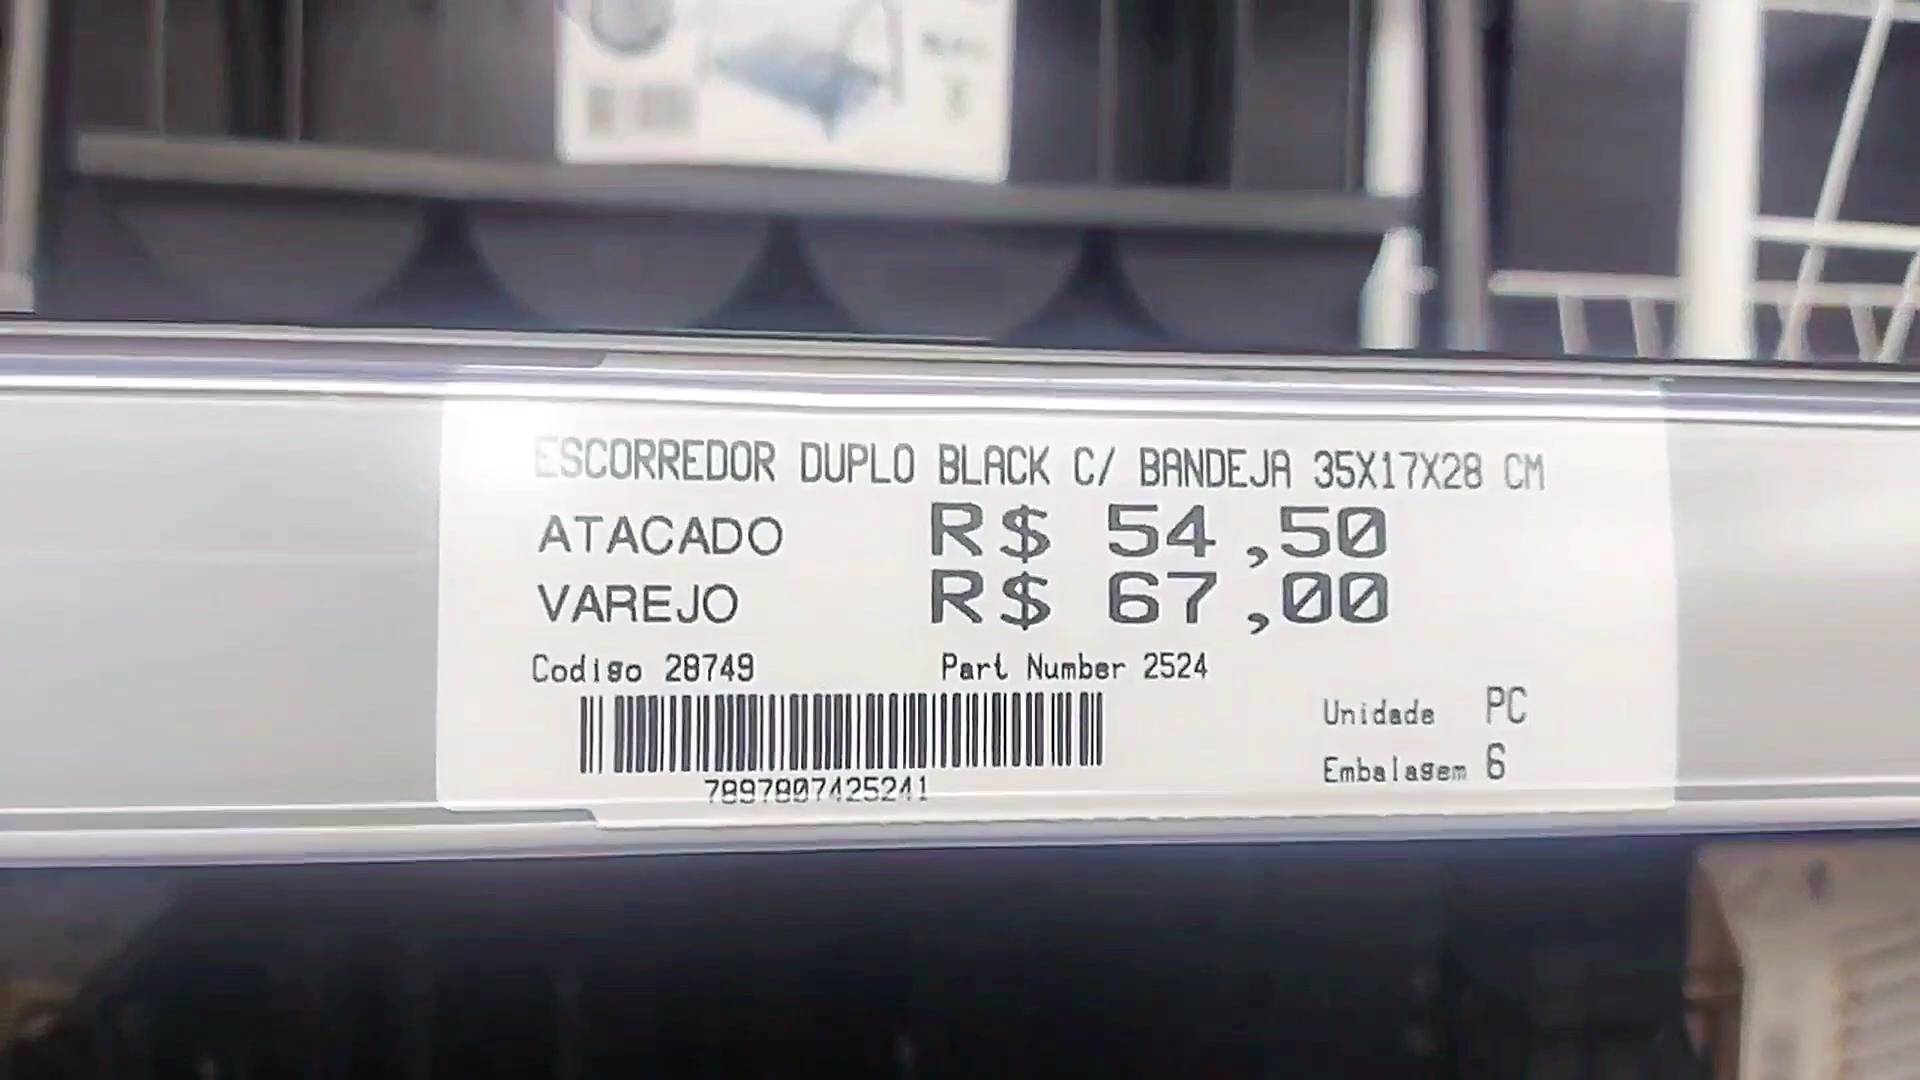 ESCORREDOR DUPLO BLACK C/ BANDEJA 35X17X28 CM
ATACADO R$ 54,50
VAREJO R$ 67,00
Codigo 28749 Part Number 2524
Unidade PC
Embalagem 6
7897807425241